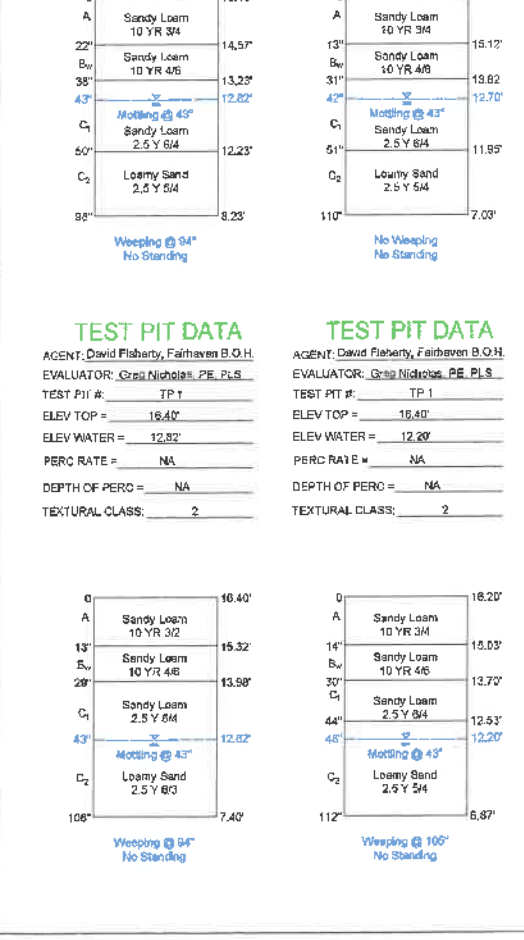 A
Sandy Loam
10 YR 3/4
22"
14.57'
Bw
Sandy Loam
10 YR 4/6
38"
13.23'
43"
12.82'
Mottling @ 43"
C1
Sandy Loam
2.5 Y 6/4
50"
12.23'
C2
Loamy Sand
2.5 Y 5/4
98"
8.23'
Weeping @ 94"
No Standing
A
Sandy Loam
10 YR 3/4
13"
15.12'
Bw
Sandy Loam
10 YR 4/6
31"
13.62
42"
12.70'
Mottling @ 43"
C1
Sandy Loam
2.5 Y 6/4
51"
11.95'
C2
Loamy Sand
2.5 Y 5/4
110"
7.03'
No Weeping
No Standing
TEST PIT DATA
AGENT: David Flaherty, Fairhaven B.O.H.
EVALUATOR: Greg Nicholas, PE, PLS
TEST PIT #: TP 1
ELEV TOP = 16.40'
ELEV WATER = 12.82'
PERC RATE = NA
DEPTH OF PERC = NA
TEXTURAL CLASS: 2
TEST PIT DATA
AGENT: David Flaherty, Fairhaven B.O.H.
EVALUATOR: Greg Nicholas, PE, PLS
TEST PIT #: TP 1
ELEV TOP = 16.40'
ELEV WATER = 12.20'
PERC RATE = NA
DEPTH OF PERC = NA
TEXTURAL CLASS: 2
0
16.40'
A
Sandy Loam
10 YR 3/2
13"
15.32'
Bw
Sandy Loam
10 YR 4/6
29"
13.98'
C1
Sandy Loam
2.5 Y 6/4
43"
12.82'
Mottling @ 43"
C2
Loamy Sand
2.5 Y 6/3
108"
7.40'
Weeping @ 94"
No Standing
0
16.20'
A
Sandy Loam
10 YR 3/4
14"
15.03'
Bw
Sandy Loam
10 YR 4/6
30"
13.70'
C1
Sandy Loam
2.5 Y 6/4
44"
12.53'
48"
12.20'
Mottling @ 43"
C2
Loamy Sand
2.5 Y 5/4
112"
6.87'
Weeping @ 105"
No Standing